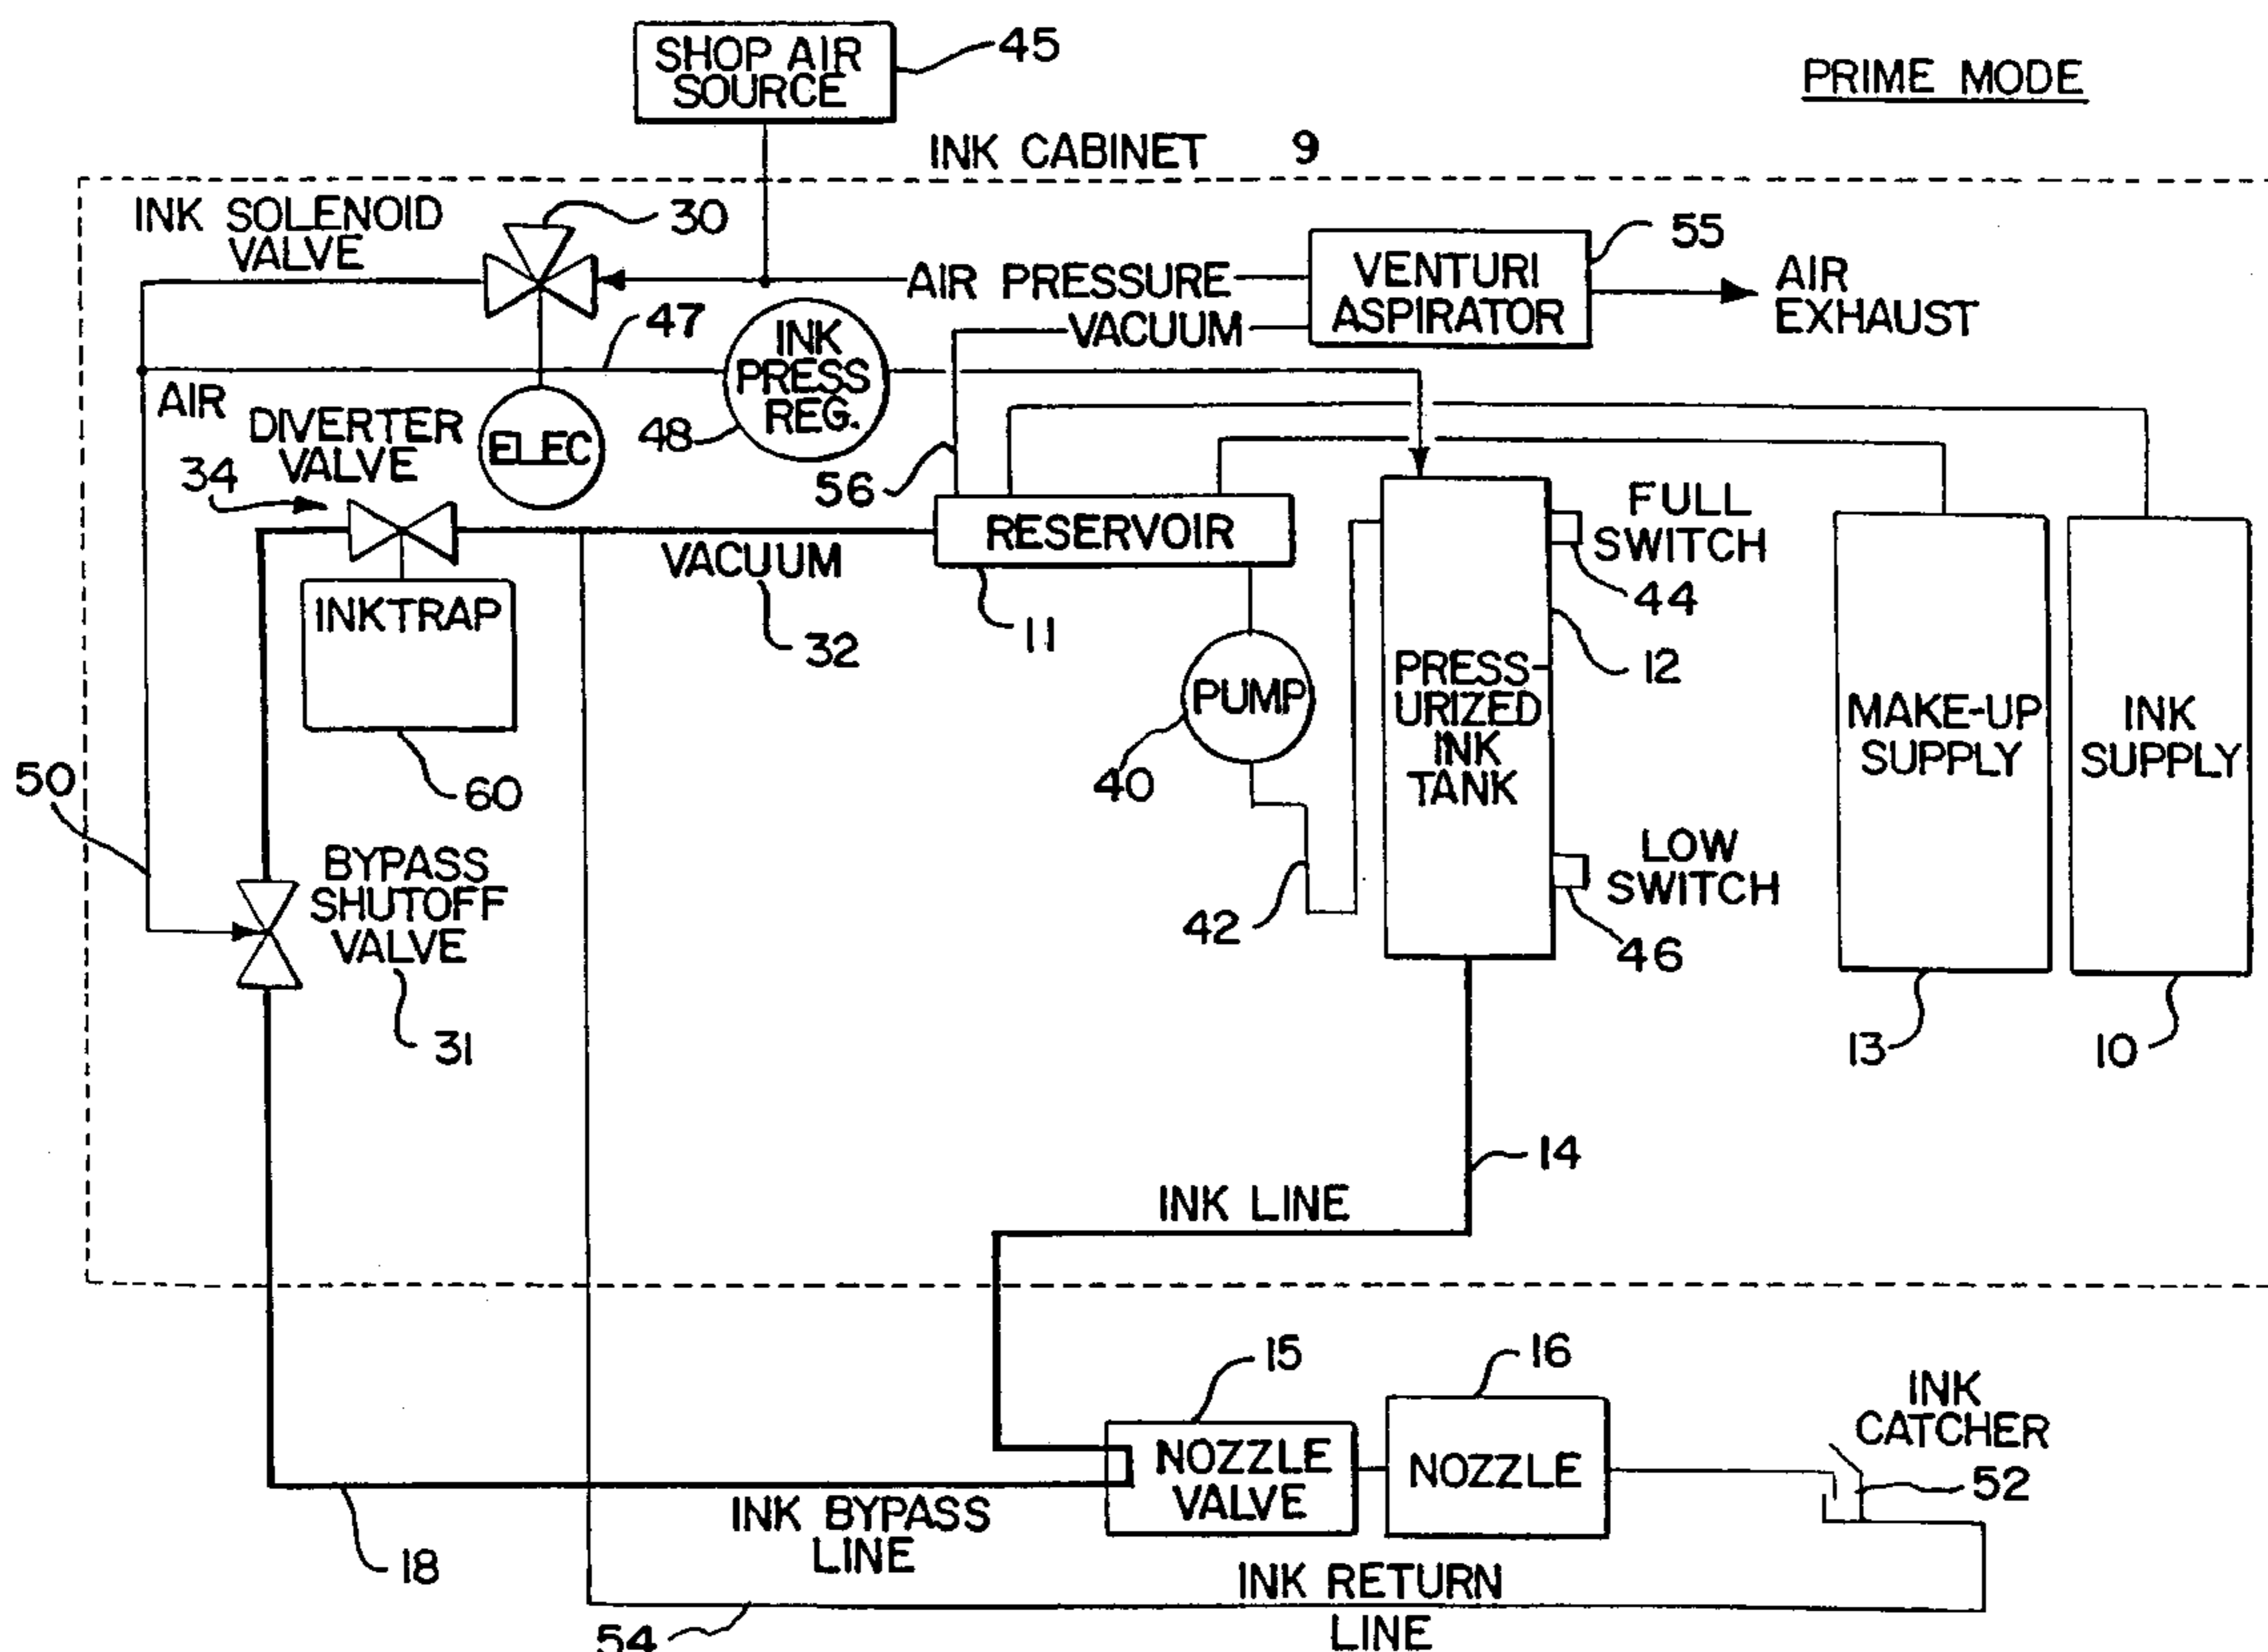 SHOP AIR
SOURCE
45
PRIME MODE
INK CABINET 9
INK SOLENOID
VALVE
30
55
AIR PRESSURE
VENTURI
ASPIRATOR
AIR
EXHAUST
VACUUM
47
INK
PRESS
REG.
48
AIR
DIVERTER
VALVE
34
ELEC
56
RESERVOIR
11
FULL
SWITCH
44
VACUUM
32
INKTRAP
60
PUMP
40
12
PRESS-
URIZED
INK
TANK
MAKE-UP
SUPPLY
INK
SUPPLY
50
BYPASS
SHUTOFF
VALVE
31
42
LOW
SWITCH
46
13
10
14
INK LINE
15
16
INK
CATCHER
52
NOZZLE
VALVE
NOZZLE
18
INK BYPASS
LINE
INK RETURN
LINE
54